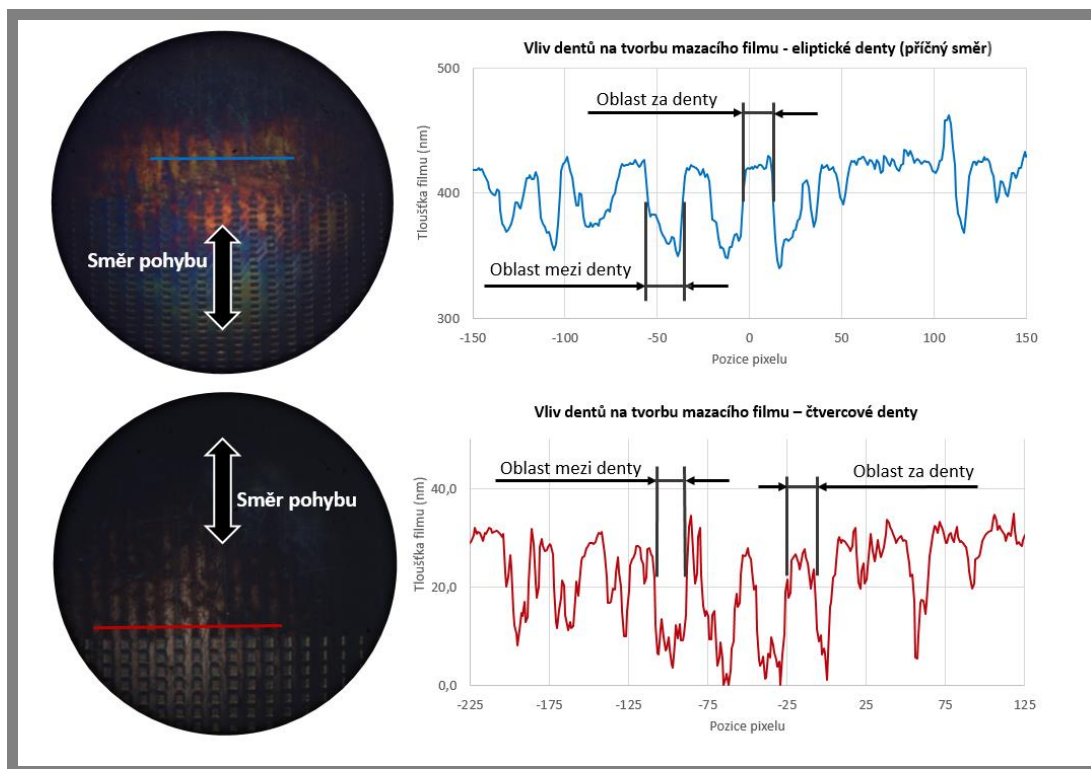 Vliv dentů na tvorbu mazacího filmu - eliptické denty (příčný směr)
500
400
300
Tloušťka filmu (nm)
Oblast za denty
Oblast mezi denty
-150
-100
-50
0
50
100
150
Pozice pixelu
Směr pohybu
Vliv dentů na tvorbu mazacího filmu – čtvercové denty
40,0
20,0
0,0
Tloušťka filmu (nm)
Oblast mezi denty
Oblast za denty
-225
-175
-125
-75
-25
25
75
125
Pozice pixelu
Směr pohybu